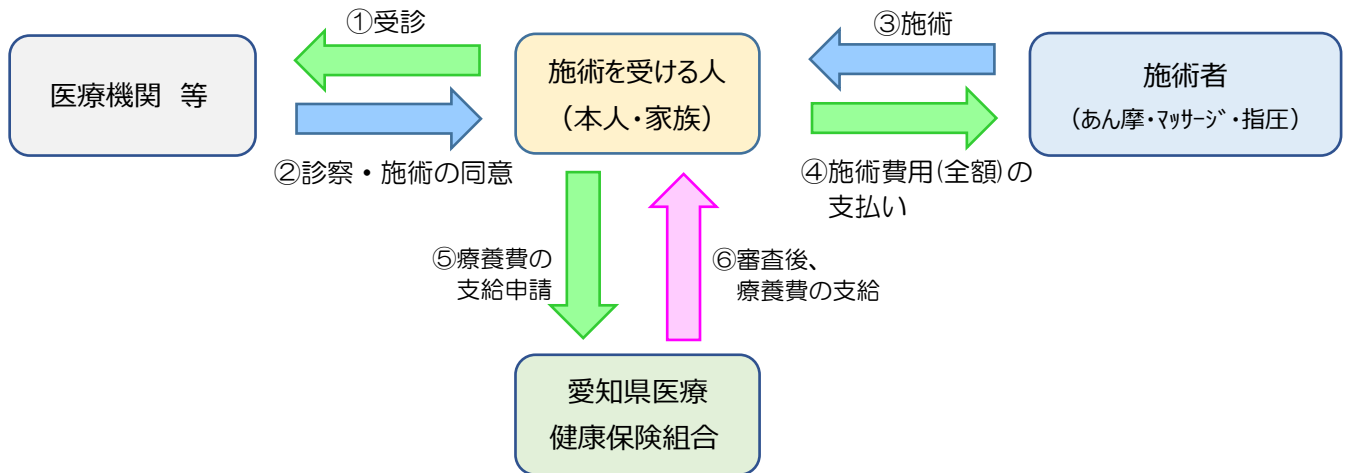 ①受診
③施術
医療機関 等
施術を受ける人
(本人・家族)
施術者
(あん摩・ﾏｯｻｰｼﾞ・指圧)
②診察・施術の同意
④施術費用(全額)の
支払い
⑤療養費の
支給申請
⑥審査後、
療養費の支給
愛知県医療
健康保険組合